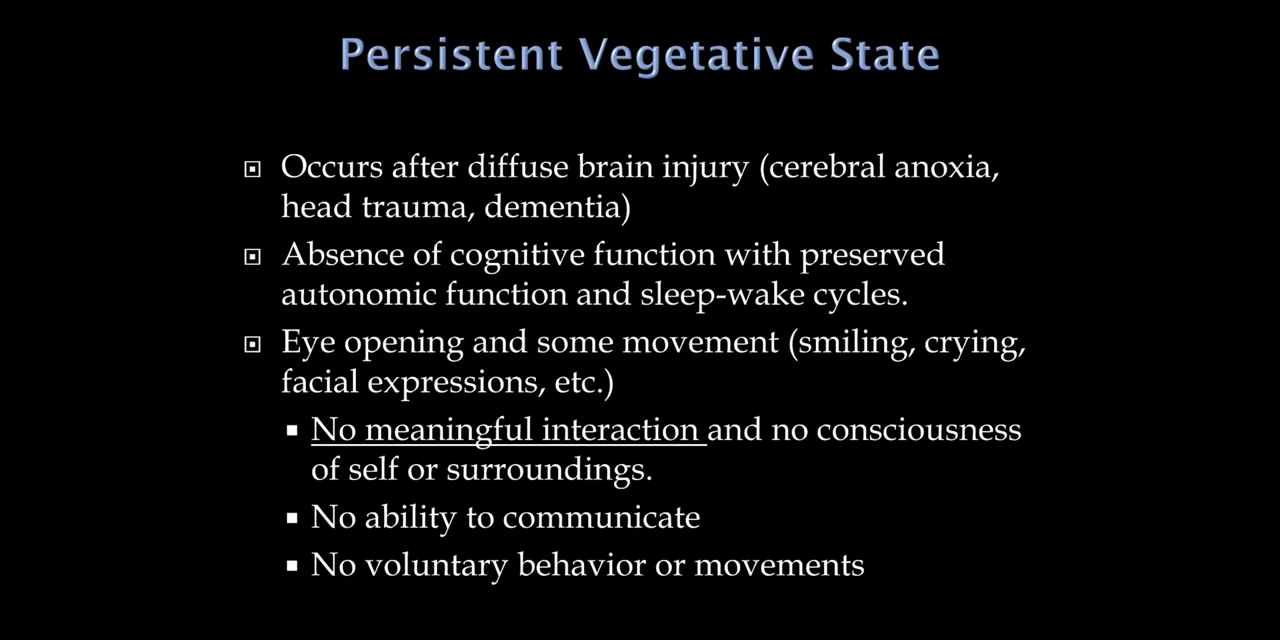 Persistent Vegetative State
Occurs after diffuse brain injury (cerebral anoxia,
head trauma, dementia)
Absence of cognitive function with preserved
autonomic function and sleep-wake cycles.
Eye opening and some movement (smiling, crying,
facial expressions, etc.)
No meaningful interaction and no consciousness
of self or surroundings.
No ability to communicate
No voluntary behavior or movements